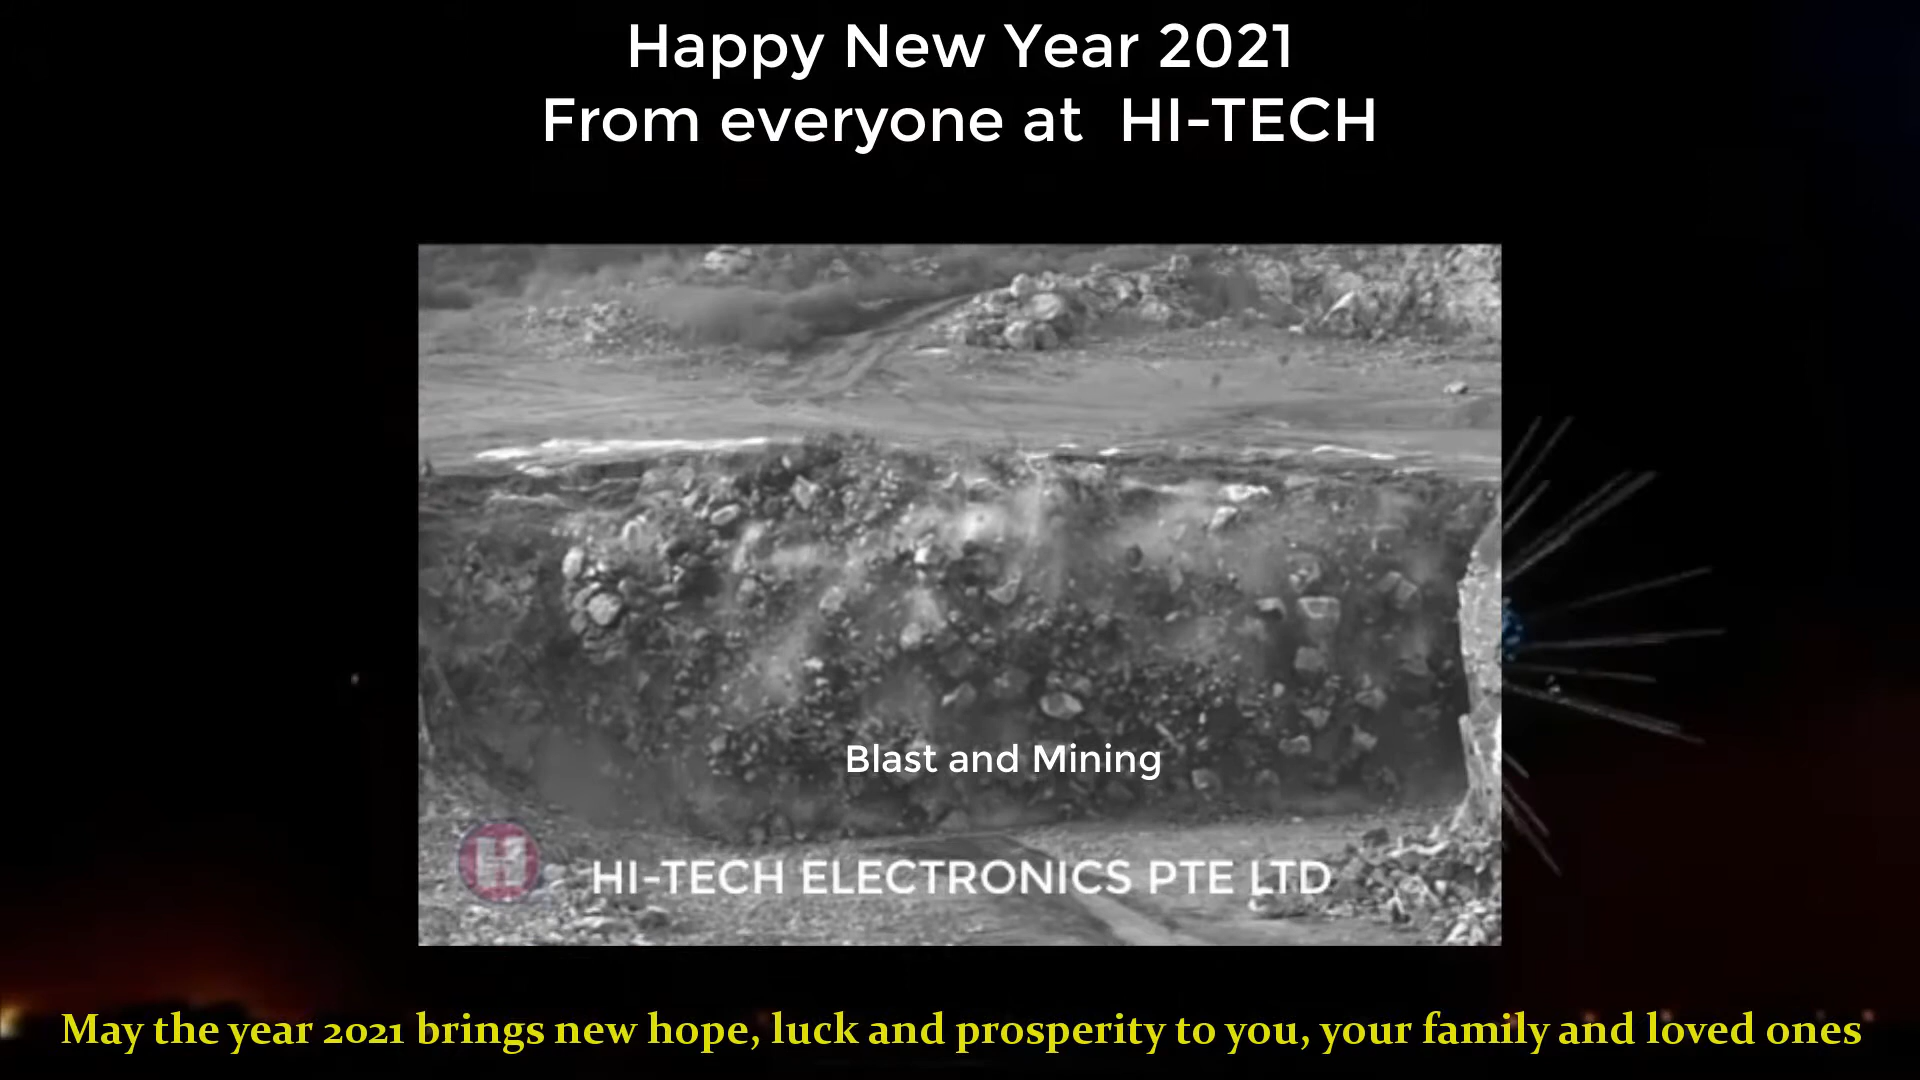 Happy New Year 2021
From everyone at HI-TECH
Blast and Mining
H
HI-TECH ELECTRONICS PTE LTD
May the year 2021 brings new hope, luck and prosperity to you, your family and loved ones